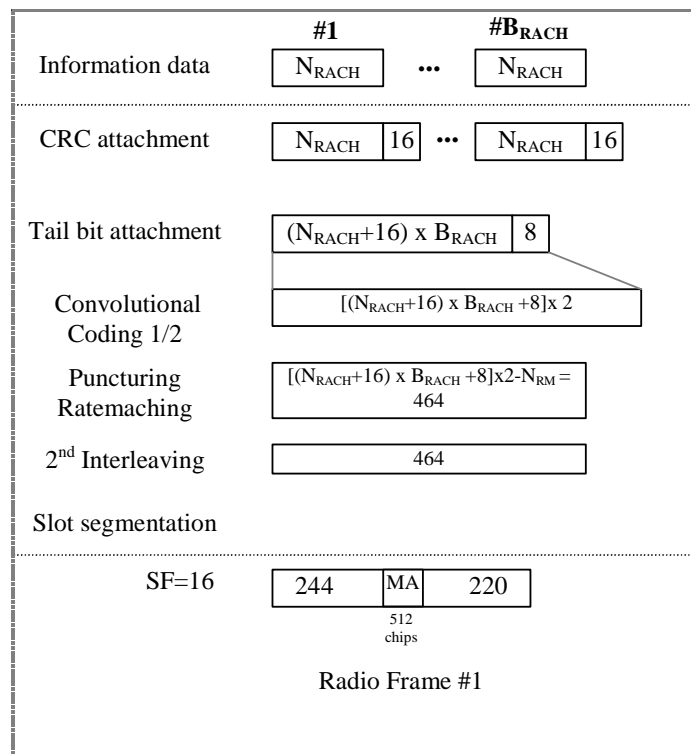 #1 #B_RACH
Information data N_RACH ••• N_RACH
CRC attachment N_RACH 16 ••• N_RACH 16
Tail bit attachment (N_RACH+16) x B_RACH 8
Convolutional
Coding 1/2
[(N_RACH+16) x B_RACH +8]x 2
Puncturing
Ratemaching
[(N_RACH+16) x B_RACH +8]x2-N_RM =
464
2nd Interleaving 464
Slot segmentation
SF=16 244 MA 220
512
chips
Radio Frame #1